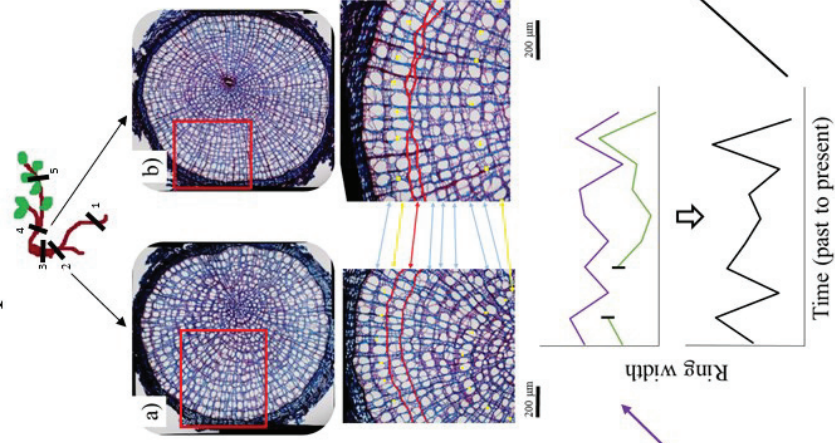 1
2
3
4
5
a)
b)
200 µm
200 µm
Ring width
Time (past to present)